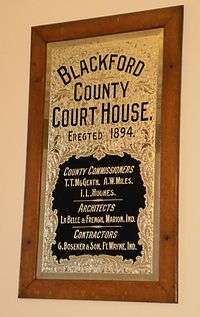 BLACKFORD
COUNTY
COURT HOUSE.
ERECTED 1894.
COUNTY COMMISSIONERS
T.T. McGEATH, A.W. MILES,
I.L. HUGHES.
ARCHITECTS
LA BELLE & FRENCH, MARION, IND.
CONTRACTORS
G. BOSEKER & SON, FT. WAYNE, IND.